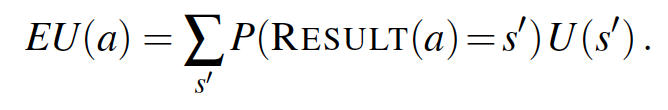 EU(a) = ∑ P(RESULT(a) = s′) U(s′) .
s′